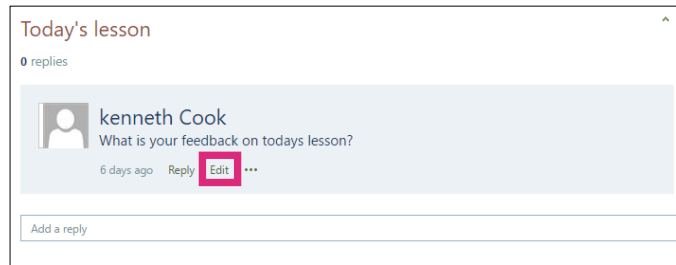 Today's lesson
0 replies
kenneth Cook
What is your feedback on todays lesson?
6 days ago Reply Edit •••
Add a reply